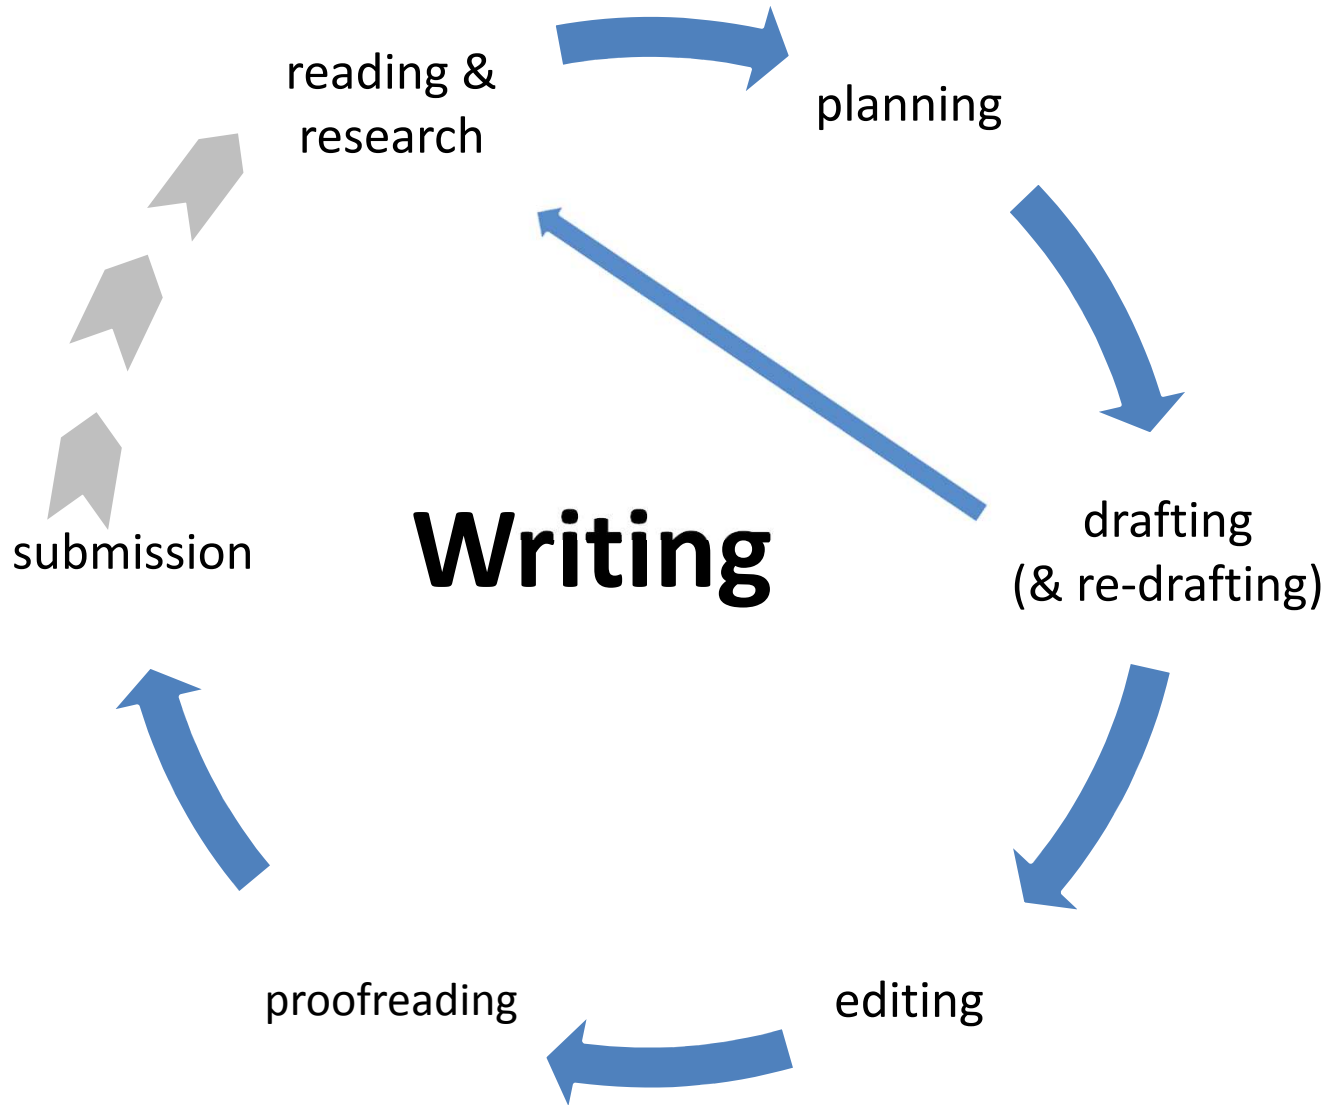 reading &
research
planning
drafting
(& re-drafting)
editing
proofreading
submission
Writing